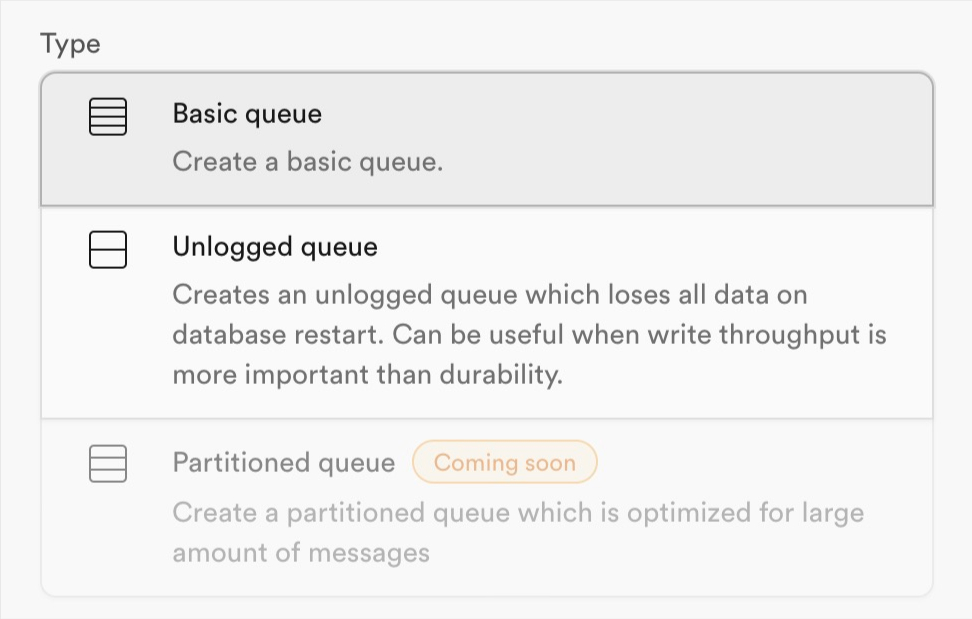 Type
Basic queue
Create a basic queue.
Unlogged queue
Creates an unlogged queue which loses all data on
database restart. Can be useful when write throughput is
more important than durability.
Partitioned queue Coming soon
Create a partitioned queue which is optimized for large
amount of messages